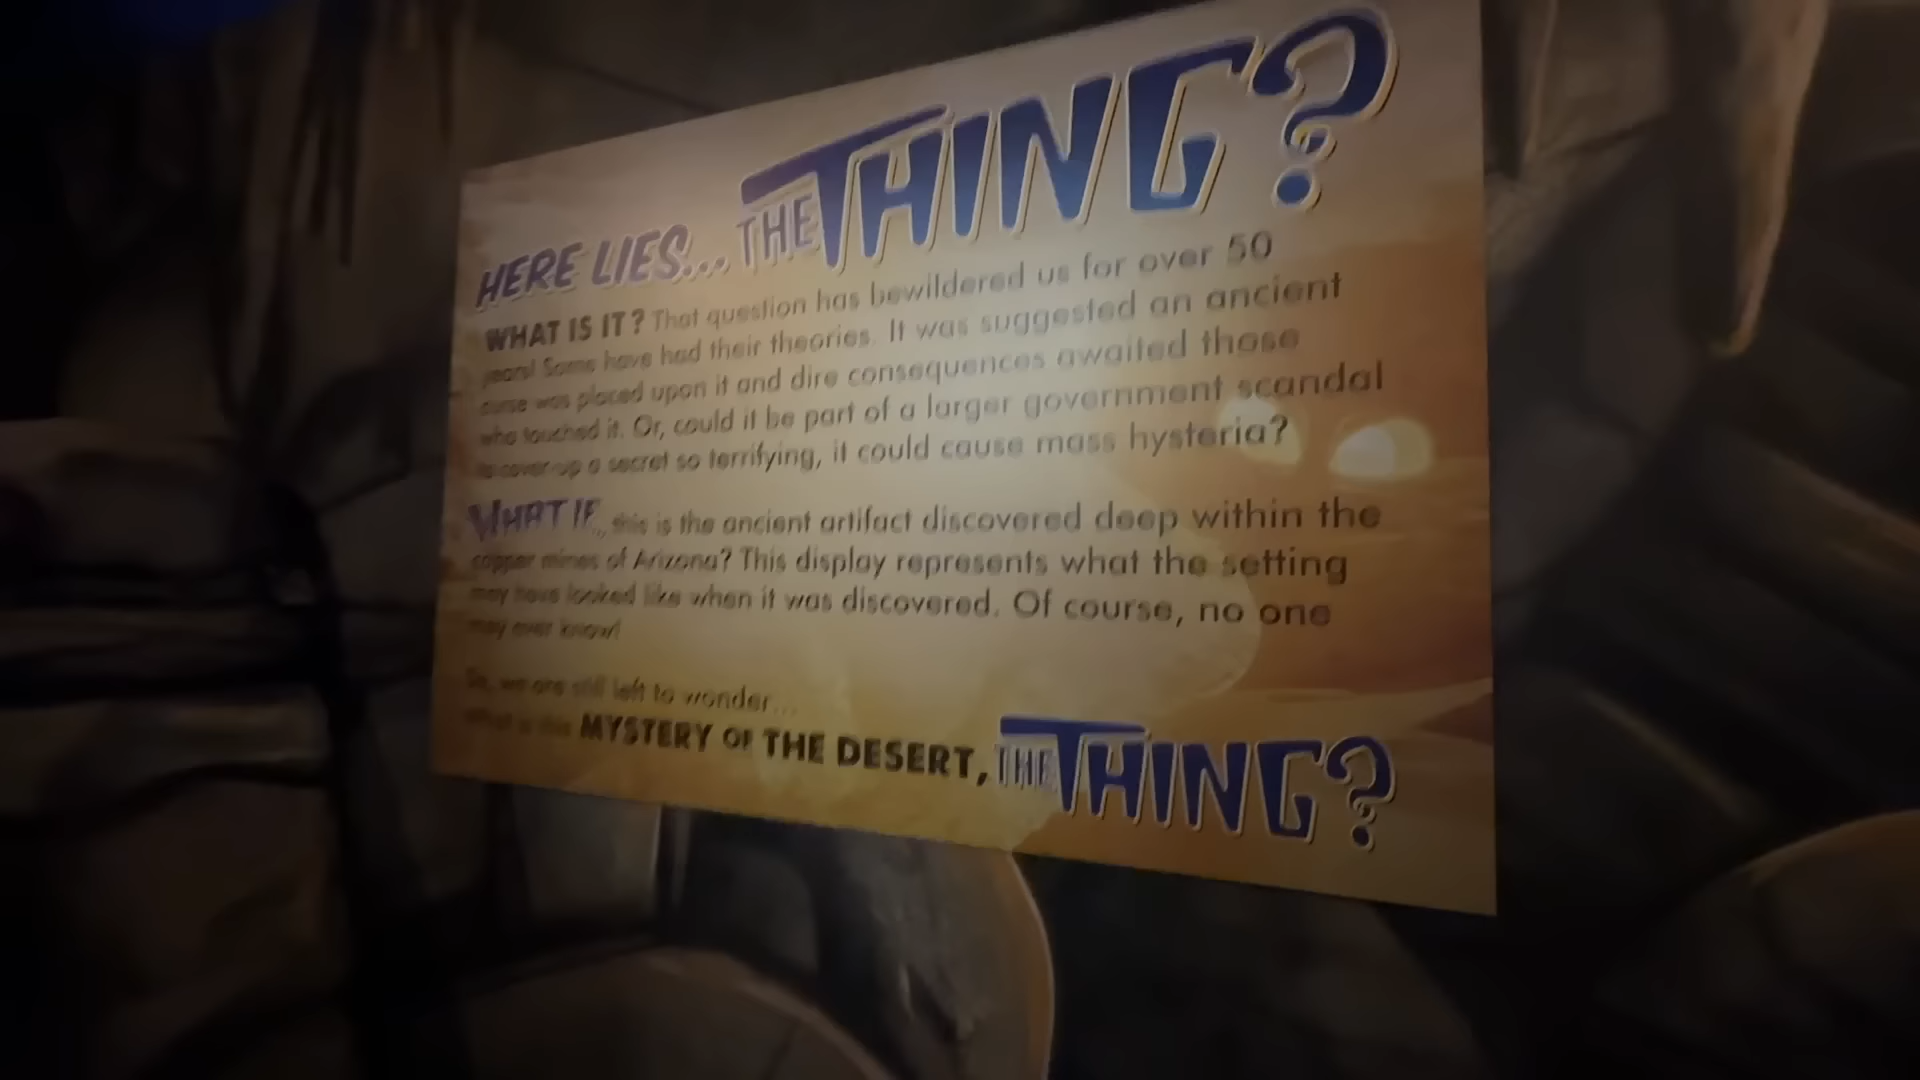 HERE LIES... THE THING?
WHAT IS IT? That question has bewildered us for over 50
years! Some have had their theories. It was suggested an ancient
curse was placed upon it and dire consequences awaited those
who touched it. Or, could it be part of a larger government scandal
to cover-up a secret so terrifying, it could cause mass hysteria?
WHAT IF... this is the ancient artifact discovered deep within the
copper mines of Arizona? This display represents what the setting
may have looked like when it was discovered. Of course, no one
may ever know!
So, we are still left to wonder...
what is this MYSTERY OF THE DESERT, THE THING?